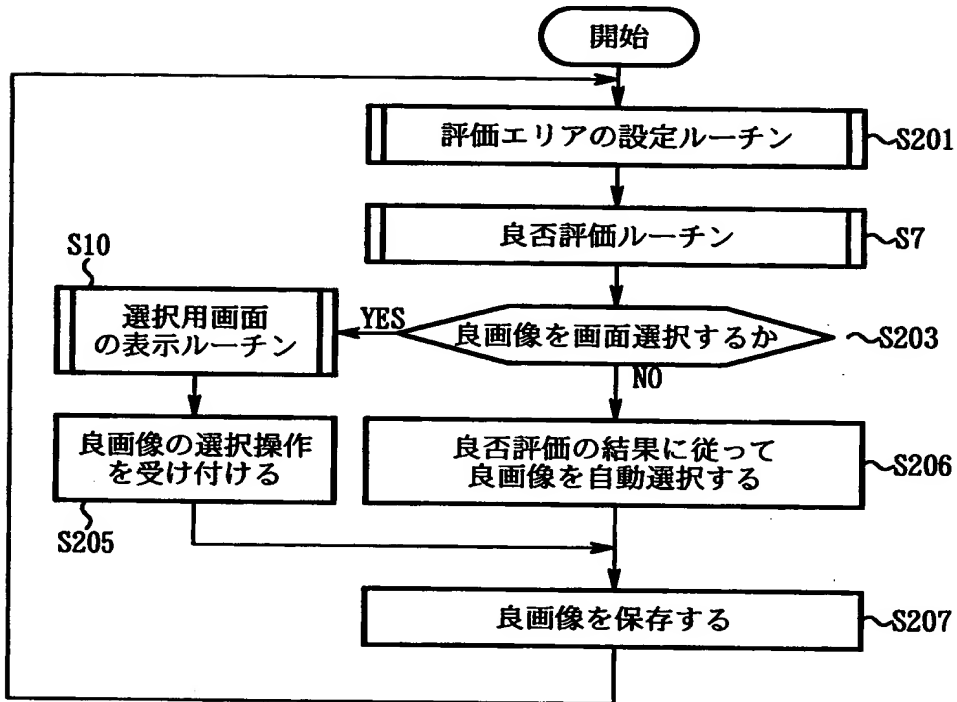 開始
評価エリアの設定ルーチン
S201
良否評価ルーチン
S7
S10
選択用画面
の表示ルーチン
YES
良画像を画面選択するか
S203
NO
良画像の選択操作
を受け付ける
S205
良否評価の結果に従って
良画像を自動選択する
S206
良画像を保存する
S207